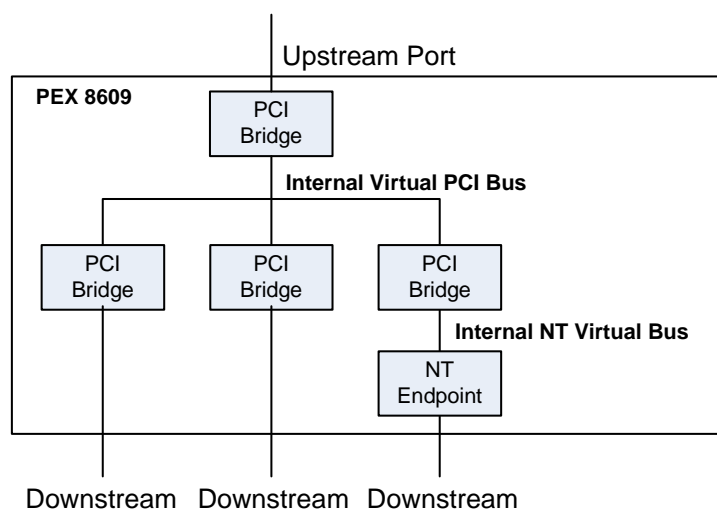 Upstream Port
PEX 8609
PCI
Bridge
Internal Virtual PCI Bus
PCI
Bridge
PCI
Bridge
PCI
Bridge
Internal NT Virtual Bus
NT
Endpoint
Downstream Downstream Downstream